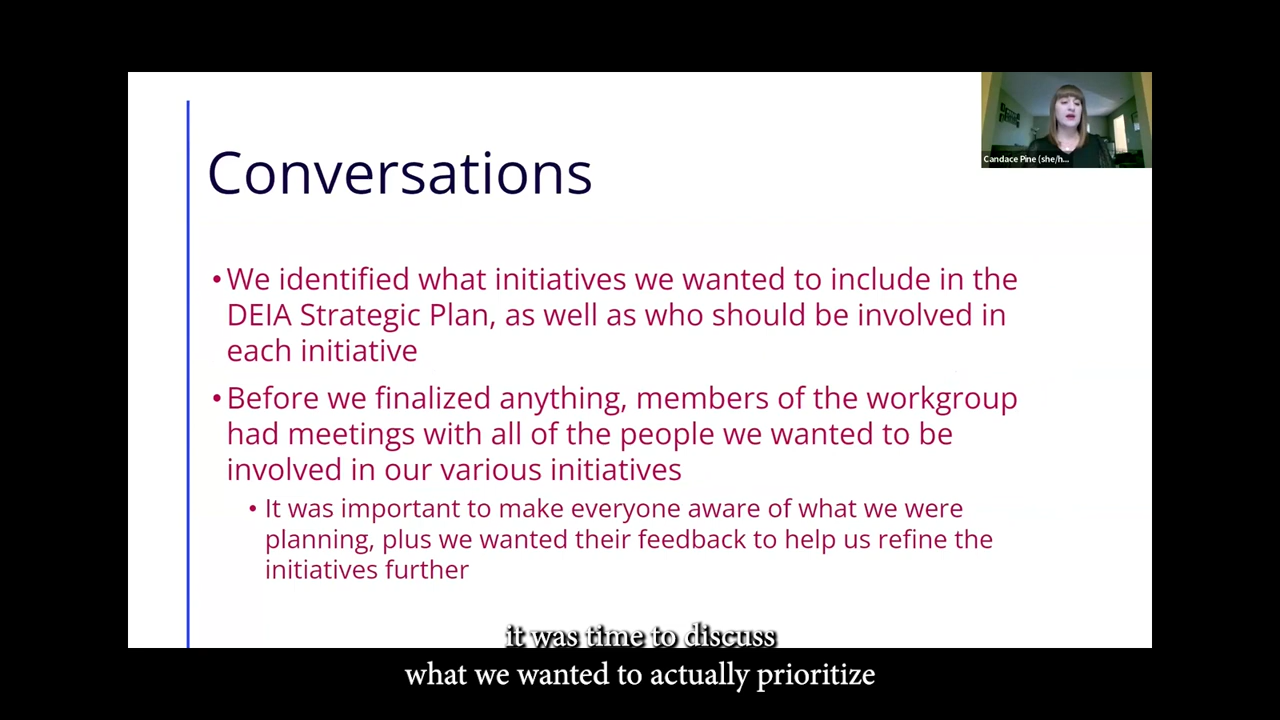 Candace Pine (she/h...
Conversations
• We identified what initiatives we wanted to include in the
DEIA Strategic Plan, as well as who should be involved in
each initiative
• Before we finalized anything, members of the workgroup
had meetings with all of the people we wanted to be
involved in our various initiatives
• It was important to make everyone aware of what we were
planning, plus we wanted their feedback to help us refine the
initiatives further
it was time to discuss
what we wanted to actually prioritize